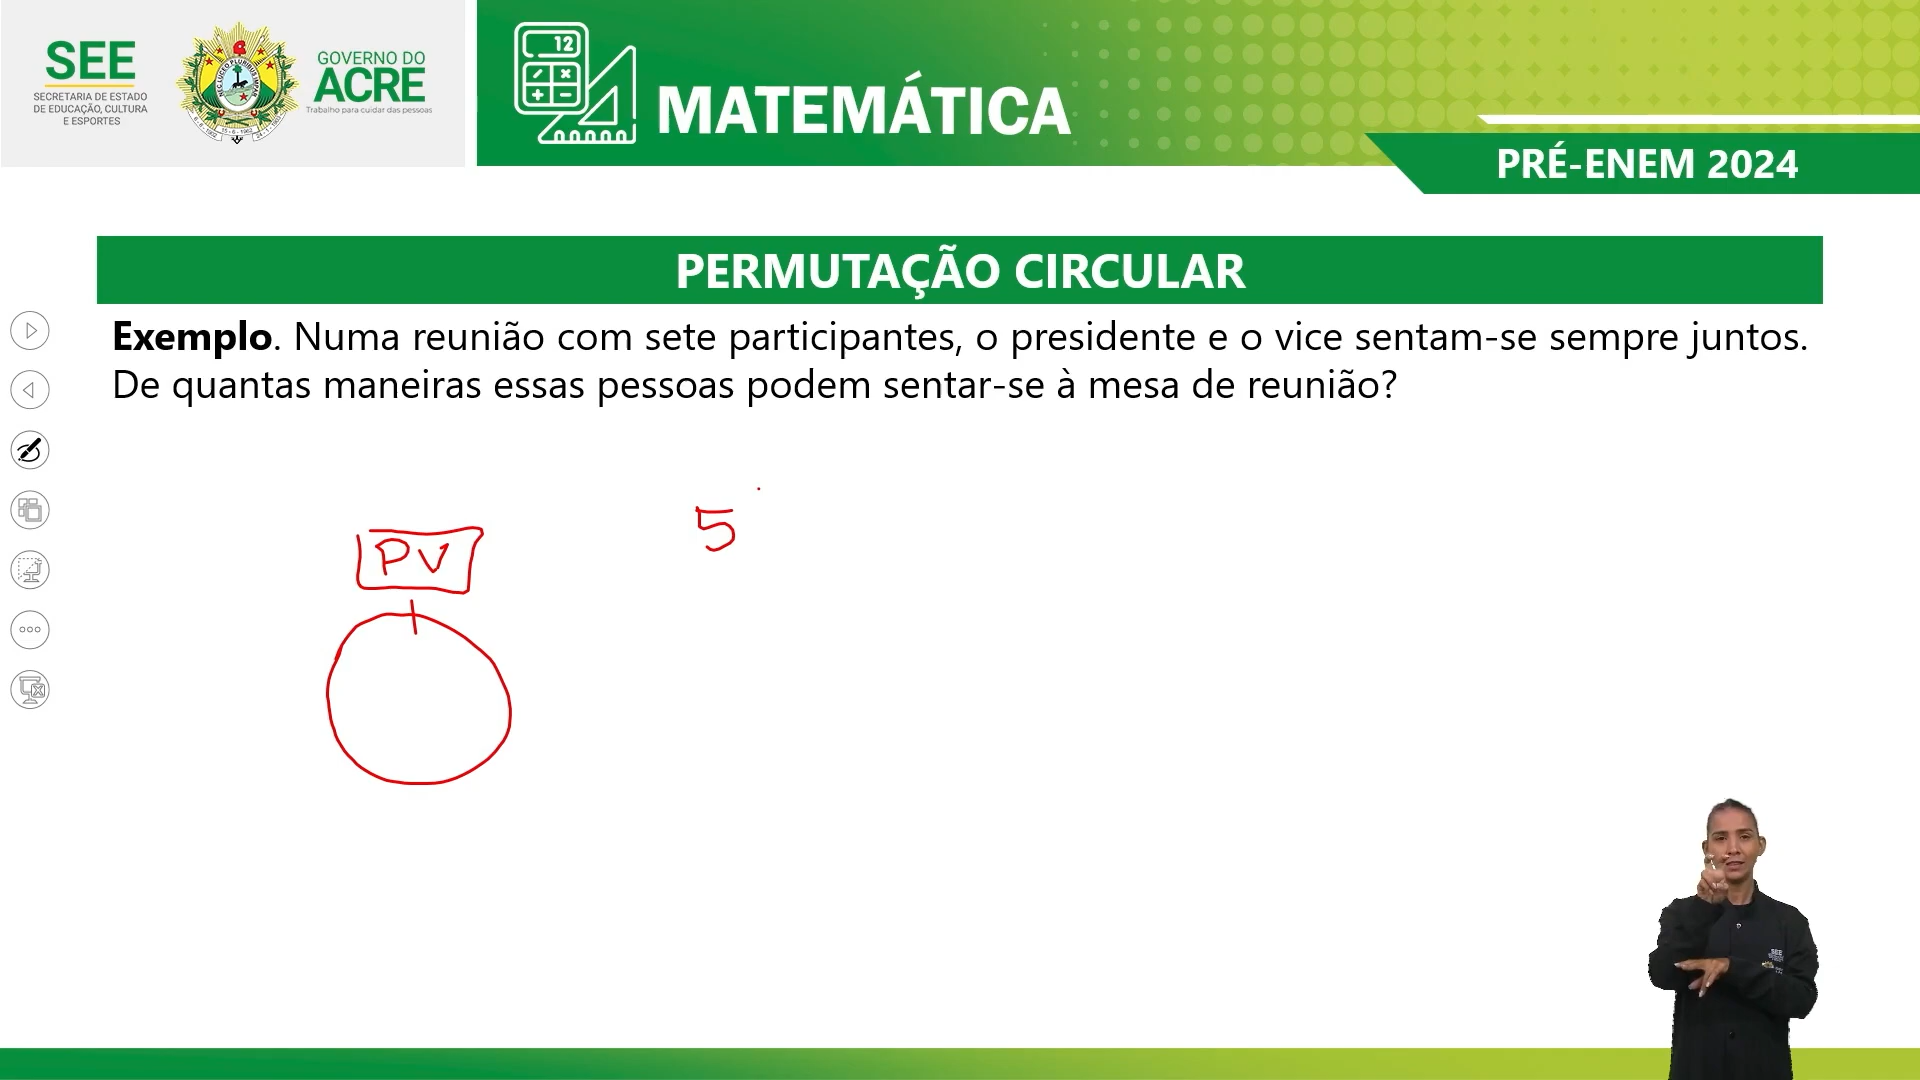 SEE
SECRETARIA DE ESTADO
DE EDUCAÇÃO, CULTURA
E ESPORTES
GOVERNO DO
ACRE
Trabalho para cuidar das pessoas
12
MATEMÁTICA
PRÉ-ENEM 2024
PERMUTAÇÃO CIRCULAR
Exemplo. Numa reunião com sete participantes, o presidente e o vice sentam-se sempre juntos.
De quantas maneiras essas pessoas podem sentar-se à mesa de reunião?
5
PV
SEE